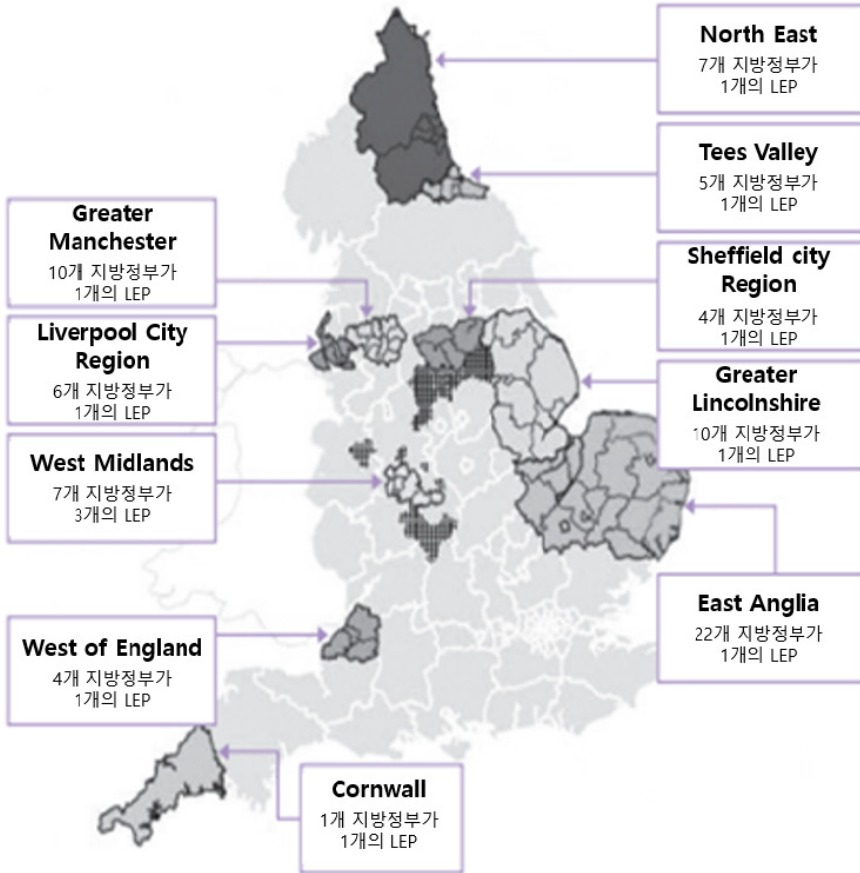 North East
7개 지방정부가
1개의 LEP
Tees Valley
5개 지방정부가
1개의 LEP
Greater
Manchester
10개 지방정부가
1개의 LEP
Sheffield city
Region
4개 지방정부가
1개의 LEP
Liverpool City
Region
6개 지방정부가
1개의 LEP
Greater
Lincolnshire
10개 지방정부가
1개의 LEP
West Midlands
7개 지방정부가
3개의 LEP
East Anglia
22개 지방정부가
1개의 LEP
West of England
4개 지방정부가
1개의 LEP
Cornwall
1개 지방정부가
1개의 LEP